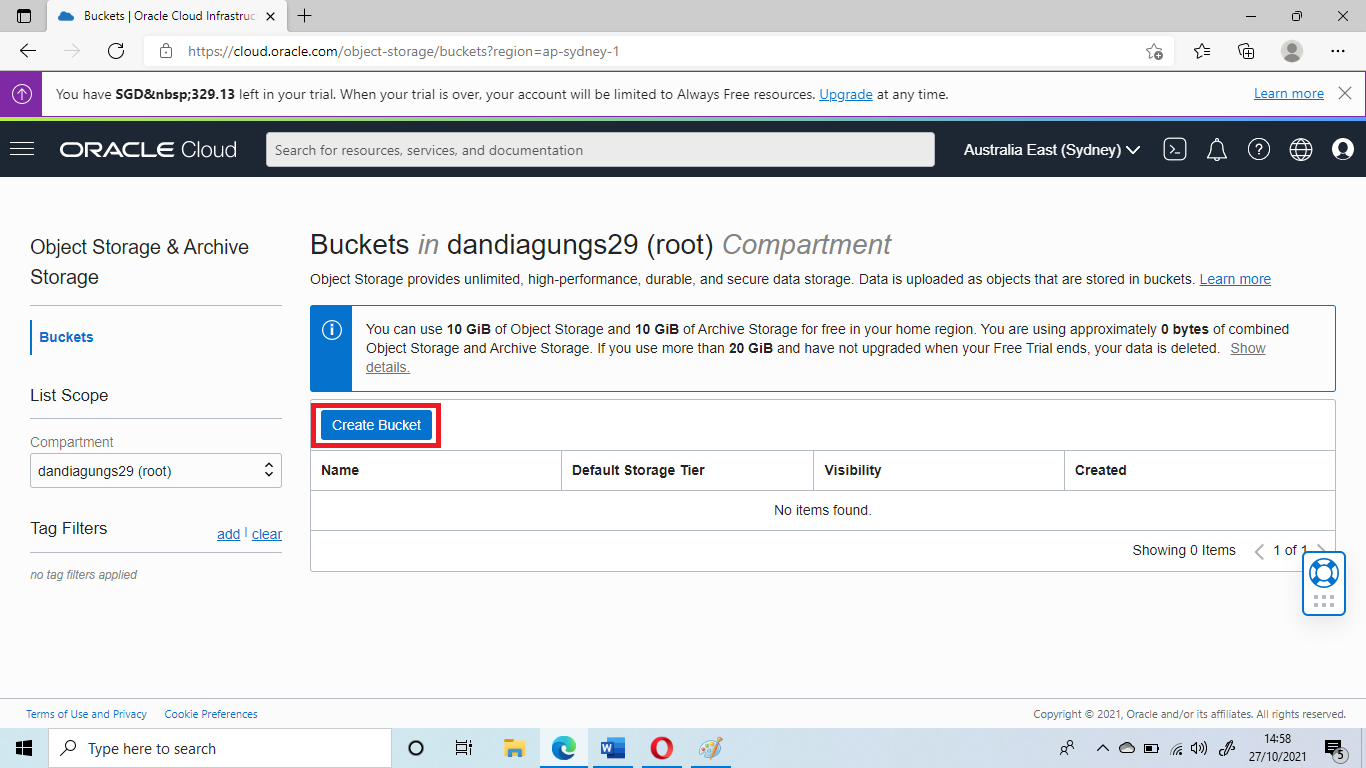 Buckets | Oracle Cloud Infrastruc
https://cloud.oracle.com/object-storage/buckets?region=ap-sydney-1
You have SGD&nbsp;329.13 left in your trial. When your trial is over, your account will be limited to Always Free resources. Upgrade at any time.
Learn more
ORACLE Cloud
Search for resources, services, and documentation
Australia East (Sydney)
Object Storage & Archive
Storage
Buckets
List Scope
Compartment
dandiagungs29 (root)
Tag Filters
add | clear
no tag filters applied
Buckets in dandiagungs29 (root) Compartment
Object Storage provides unlimited, high-performance, durable, and secure data storage. Data is uploaded as objects that are stored in buckets. Learn more
You can use 10 GiB of Object Storage and 10 GiB of Archive Storage for free in your home region. You are using approximately 0 bytes of combined
Object Storage and Archive Storage. If you use more than 20 GiB and have not upgraded when your Free Trial ends, your data is deleted. Show
details.
Create Bucket
Name Default Storage Tier Visibility Created
No items found.
Showing 0 Items 1 of 1
Terms of Use and Privacy Cookie Preferences
Copyright © 2021, Oracle and/or its affiliates. All rights reserved.
Type here to search
14:58
27/10/2021
5